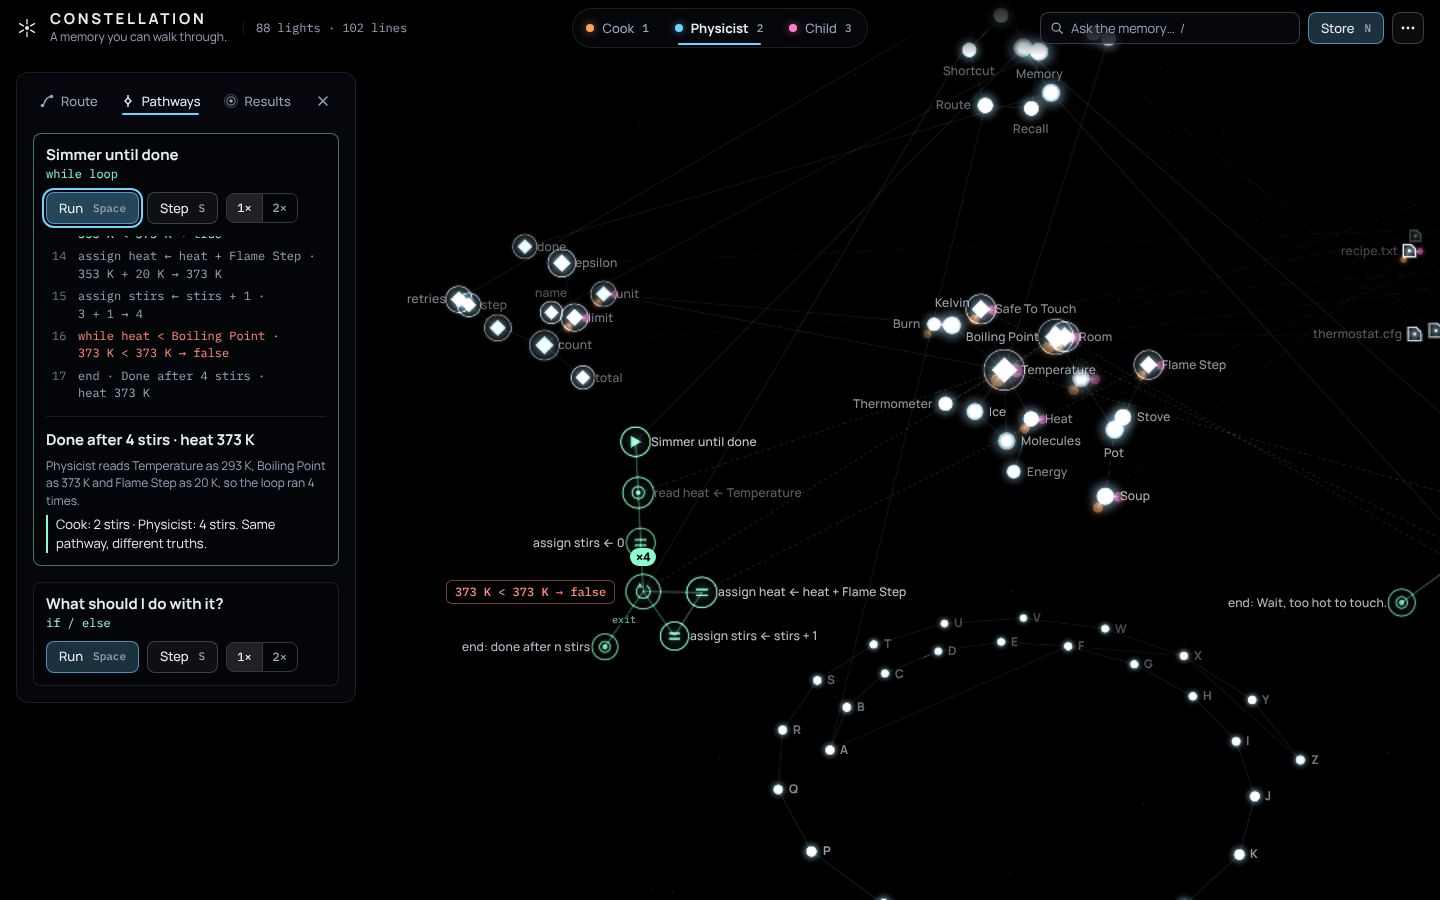 CONSTELLATION
A memory you can walk through.
88 lights · 102 lines
Cook 1
Physicist 2
Child 3
Ask the memory... /
Store N
Route
Pathways
Results
Simmer until done
while loop
Run Space
Step S
1×
2×
353 K < 373 K → true
14 assign heat ← heat + Flame Step ·
353 K + 20 K → 373 K
15 assign stirs ← stirs + 1 ·
3 + 1 → 4
16 while heat < Boiling Point ·
373 K < 373 K → false
17 end · Done after 4 stirs ·
heat 373 K
Done after 4 stirs · heat 373 K
Physicist reads Temperature as 293 K, Boiling Point
as 373 K and Flame Step as 20 K, so the loop ran 4
times.
Cook: 2 stirs · Physicist: 4 stirs. Same
pathway, different truths.
What should I do with it?
if / else
Run Space
Step S
1×
2×
Shortcut
Memory
Route
Recall
done
epsilon
retries
step
name
unit
limit
count
total
recipe.txt
thermostat.cfg
Kelvin
Safe To Touch
Burn
Boiling Point
Room
Temperature
Flame Step
Thermometer
Ice
Heat
Stove
Molecules
Pot
Energy
Soup
Simmer until done
read heat ← Temperature
assign stirs ← 0
×4
373 K < 373 K → false
assign heat ← heat + Flame Step
exit
assign stirs ← stirs + 1
end: done after n stirs
end: Wait, too hot to touch.
U
V
W
T
D
E
F
G
X
S
C
H
Y
B
R
A
I
Z
Q
J
P
K